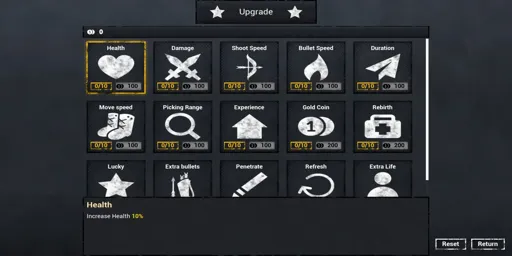 Upgrade
0
Health Damage Shoot Speed Bullet Speed Duration
0/10 100 0/10 100 0/10 100 0/10 100 0/10 100
Move speed Picking Range Experience Gold Coin Rebirth
1
0/10 100 0/10 100 0/10 100 0/10 200 0/10 200
Lucky Extra bullets Penetrate Refresh Extra Life
Health
Increase Health 10%
Reset Return